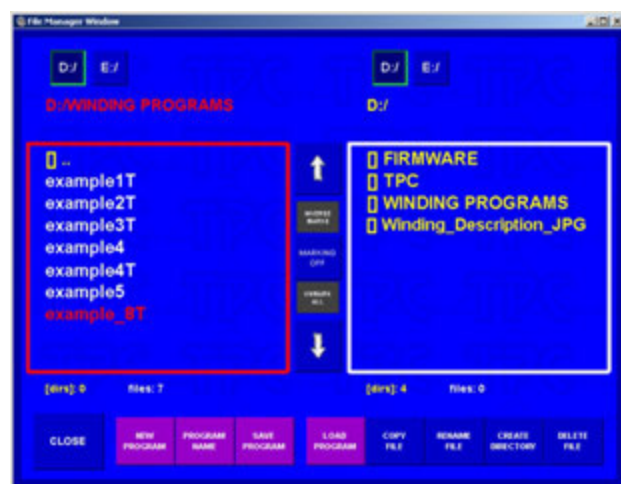 File Manager Window
D:/ E:/
D:/WINDING PROGRAMS
[] ..
example1T
example2T
example3T
example4
example4T
example5
example_8T
[dirs]: 0 files: 7
MARKING OFF
D:/ E:/
D:/
[] FIRMWARE
[] TPC
[] WINDING PROGRAMS
[] Winding_Description_JPG
[dirs]: 4 files: 0
CLOSE
NEW PROGRAM
PROGRAM NAME
SAVE PROGRAM
LOAD PROGRAM
COPY FILE
RENAME FILE
CREATE DIRECTORY
DELETE FILE